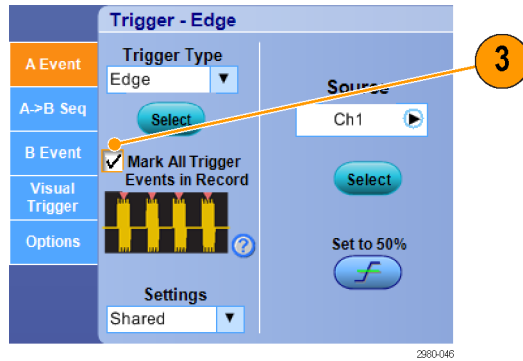 Trigger - Edge
3
A Event
A->B Seq
B Event
Visual
Trigger
Options
Trigger Type
Edge
Select
Mark All Trigger
Events in Record
Settings
Shared
Source
Ch1
Select
Set to 50%
2980-046